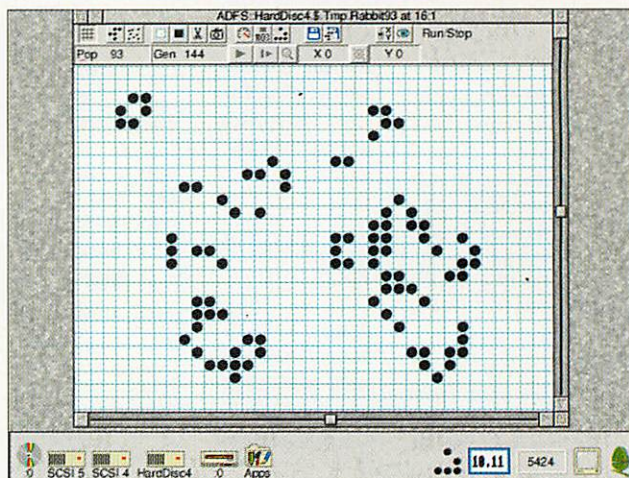 ADFS::HardDisc4.$.Tmp.Rabbit93 at 16:1
Run/Stop
Pop 93 Gen 144 X 0 Y 0
10.11 5424
:0 SCSI 5 SCSI 4 HardDisc4 :0 Apps